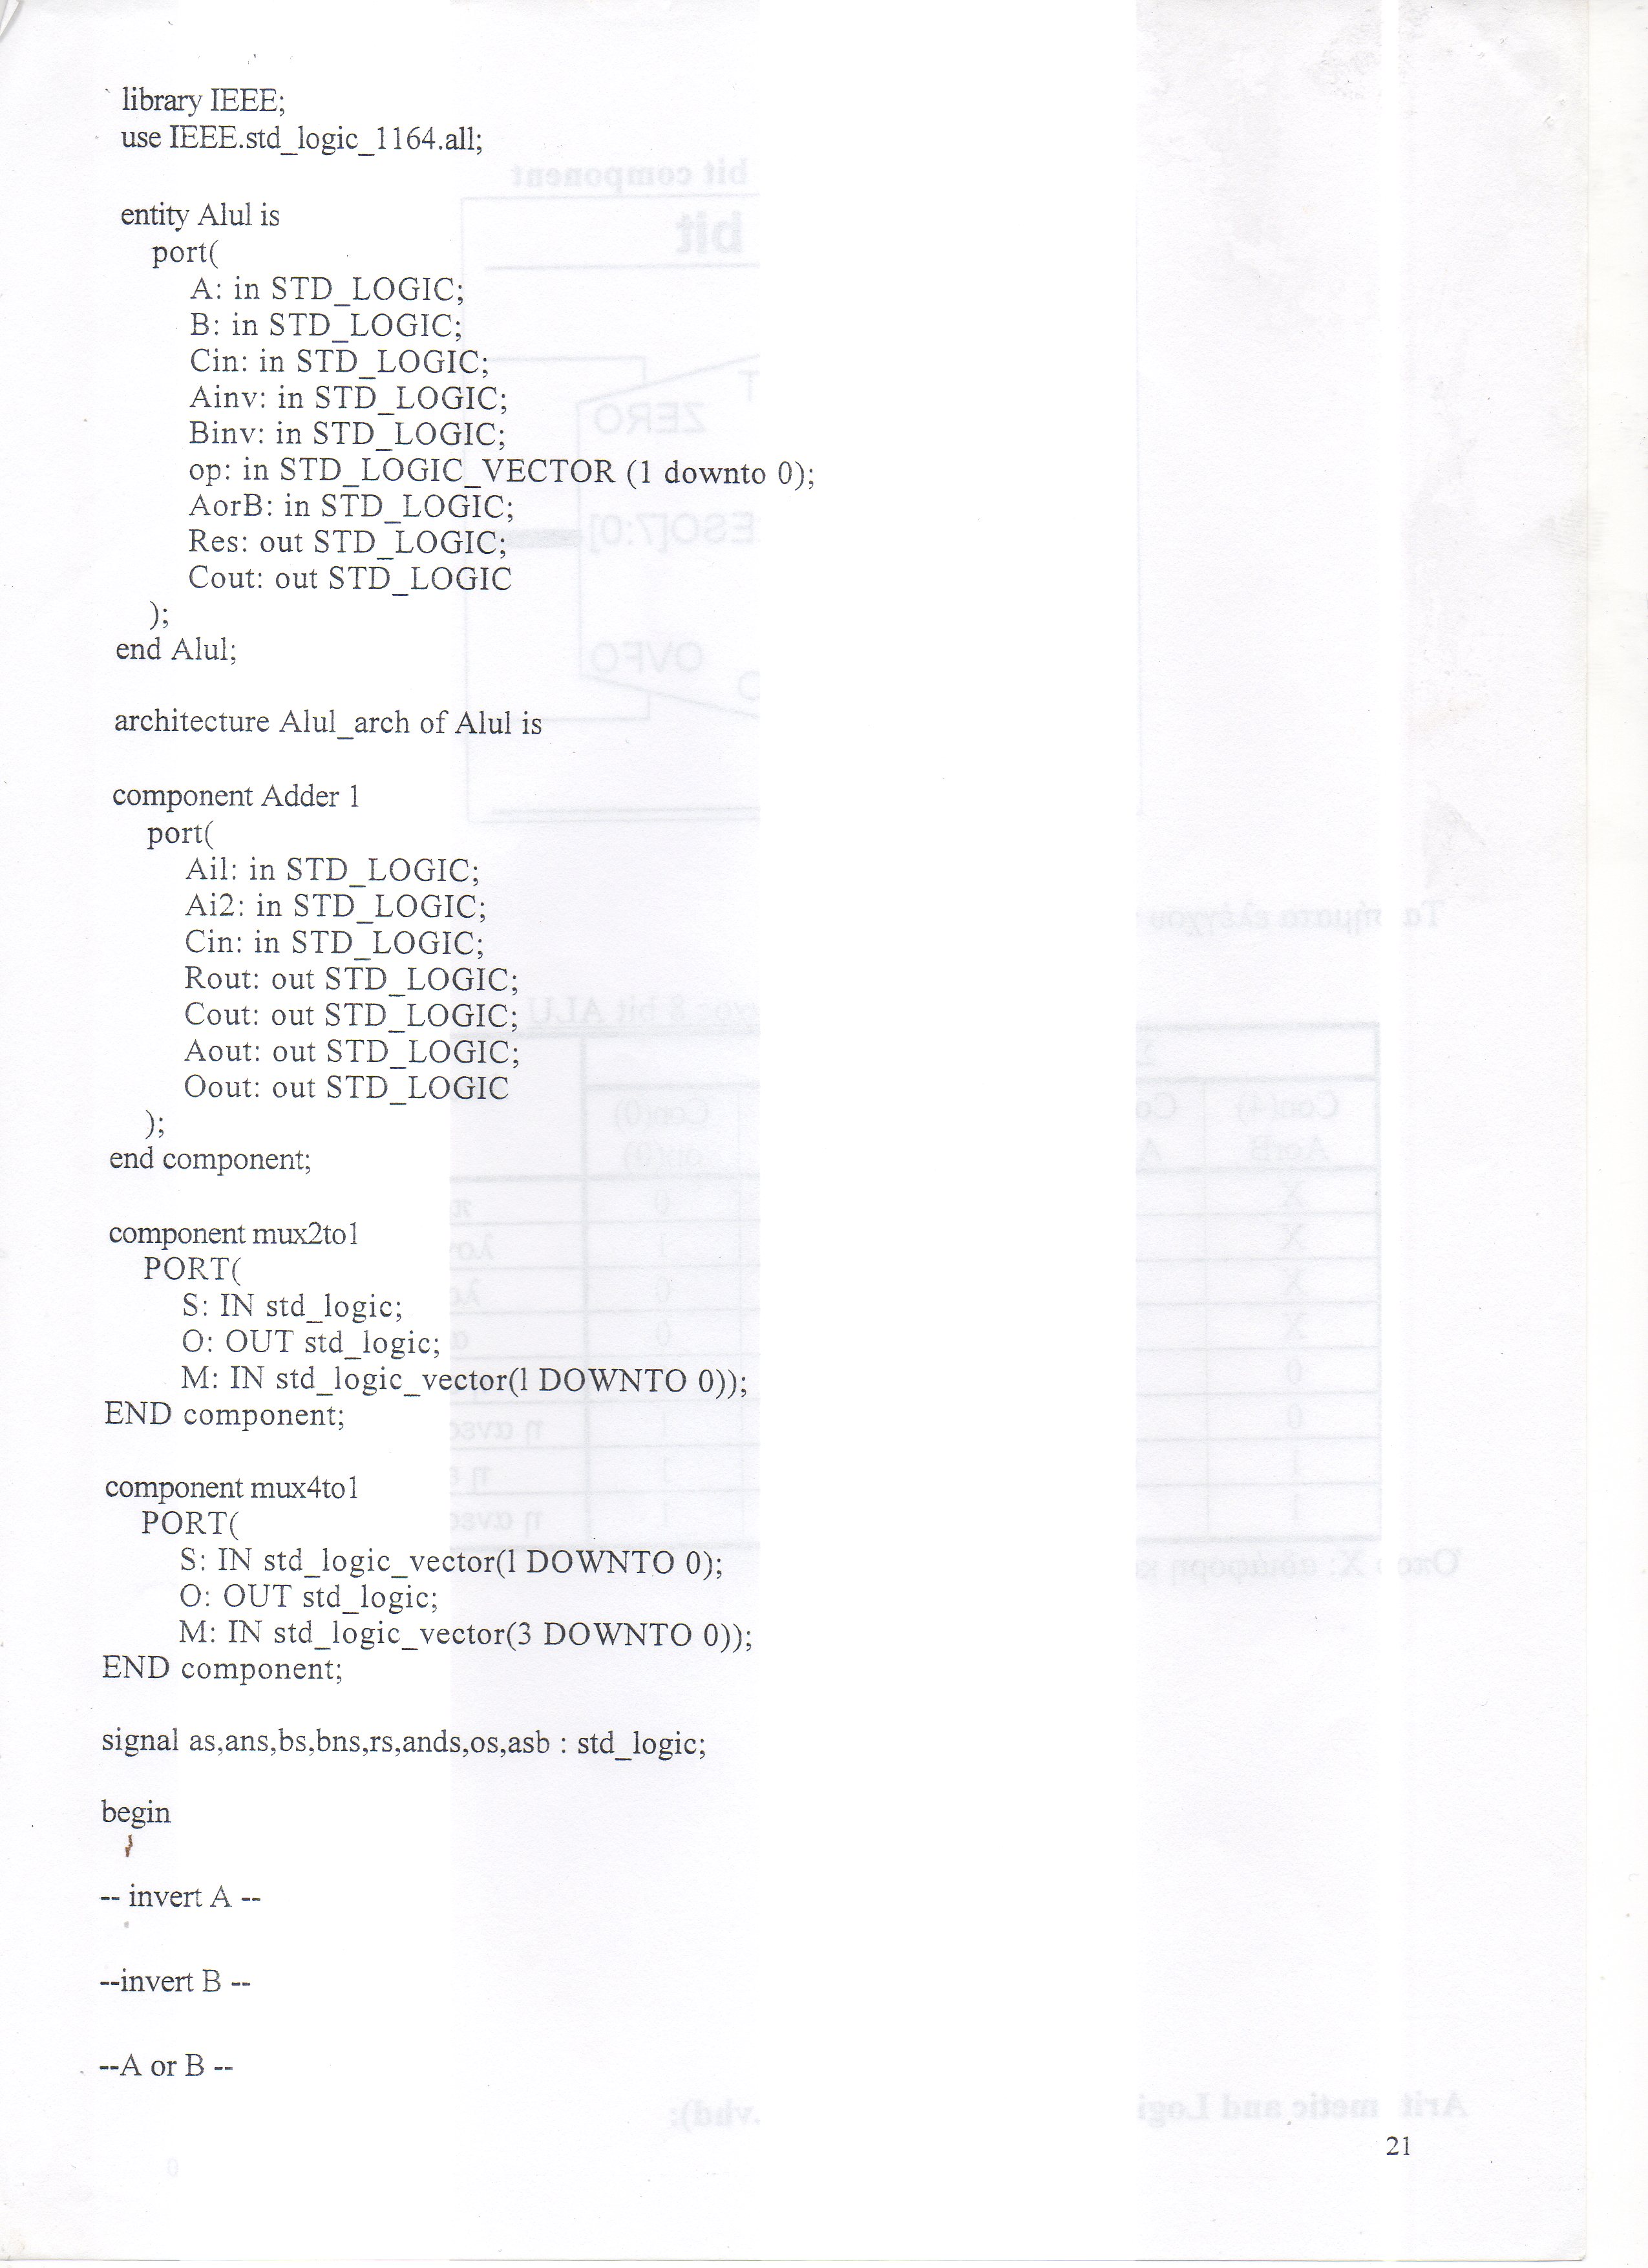 library IEEE;
use IEEE.std_logic_1164.all;
entity Alul is
port(
A: in STD_LOGIC;
B: in STD_LOGIC;
Cin: in STD_LOGIC;
Ainv: in STD_LOGIC;
Binv: in STD_LOGIC;
op: in STD_LOGIC_VECTOR (1 downto 0);
AorB: in STD_LOGIC;
Res: out STD_LOGIC;
Cout: out STD_LOGIC
);
end Alul;
architecture Alul_arch of Alul is
component Adder 1
port(
Ail: in STD_LOGIC;
Ai2: in STD_LOGIC;
Cin: in STD_LOGIC;
Rout: out STD_LOGIC;
Cout: out STD_LOGIC;
Aout: out STD_LOGIC;
Oout: out STD_LOGIC
);
end component;
component mux2to1
PORT(
S: IN std_logic;
O: OUT std_logic;
M: IN std_logic_vector(l DOWNTO 0));
END component;
component mux4to1
PORT(
S: IN std_logic_vector(l DOWNTO 0);
O: OUT std_logic;
M: IN std_logic_vector(3 DOWNTO 0));
END component;
signal as,ans,bs,bns,rs,ands,os,asb : std_logic;
begin
-- invert A --
--invert B --
--A or B --
21